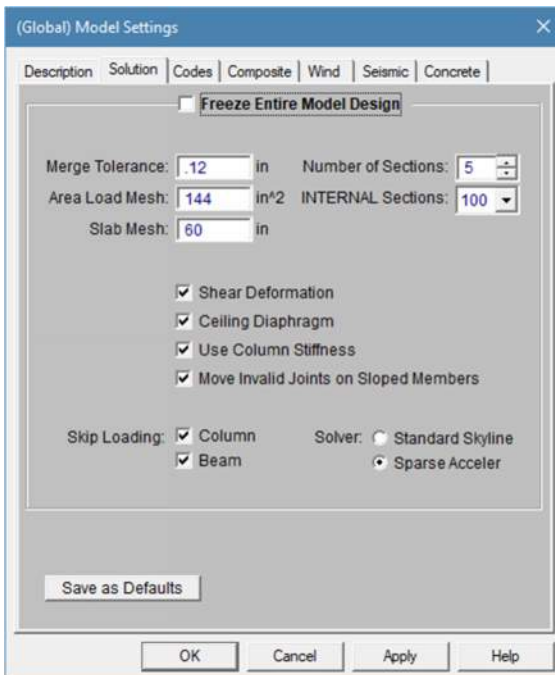 (Global) Model Settings
Description Solution Codes Composite Wind Seismic Concrete
Freeze Entire Model Design
Merge Tolerance: .12 in Number of Sections: 5
Area Load Mesh: 144 in^2 INTERNAL Sections: 100
Slab Mesh: 60 in
Shear Deformation
Ceiling Diaphragm
Use Column Stiffness
Move Invalid Joints on Sloped Members
Skip Loading: Column Solver: Standard Skyline
Beam Sparse Acceler
Save as Defaults
OK Cancel Apply Help